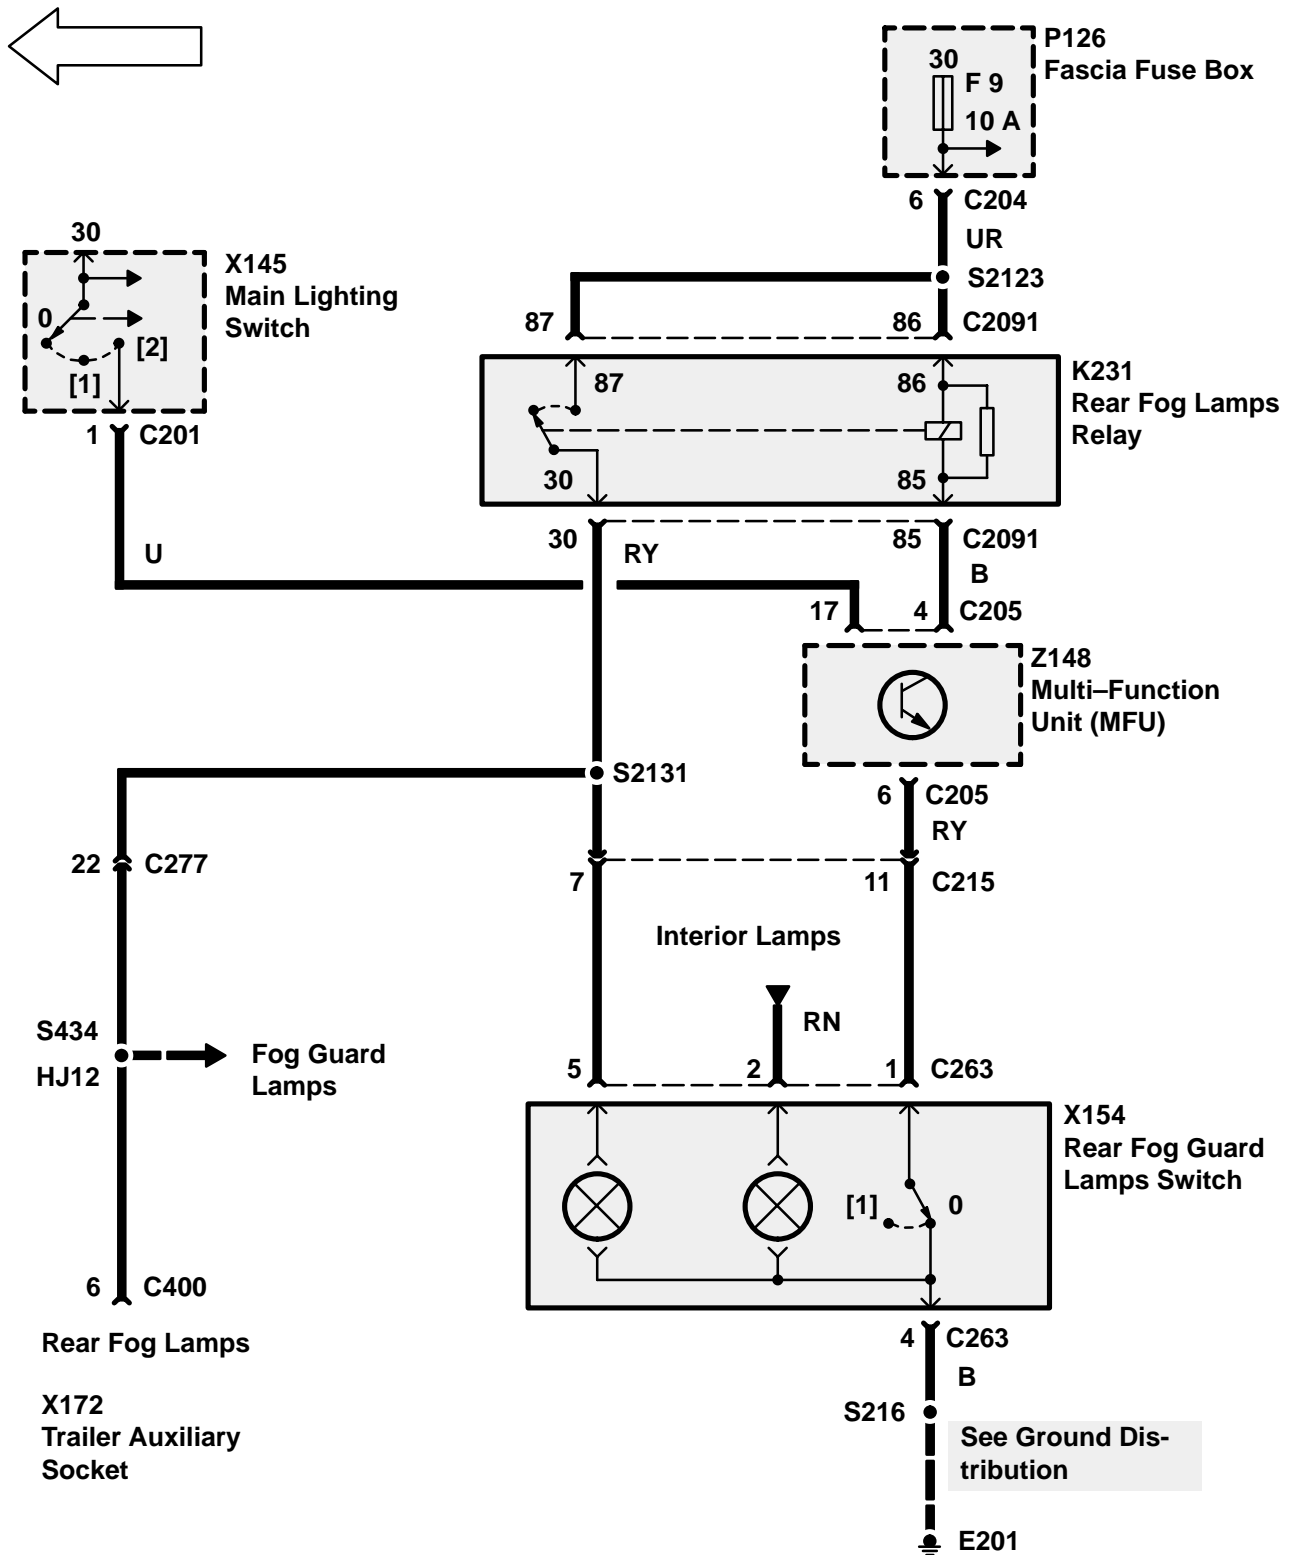 P126
Fascia Fuse Box
30
F 9
10 A
6
C204
UR
S2123
30
X145
Main Lighting
Switch
0
[2]
[1]
1
C201
87
86
C2091
87
86
30
85
K231
Rear Fog Lamps
Relay
30
RY
85
C2091
B
U
17
4
C205
Z148
Multi–Function
Unit (MFU)
S2131
6
C205
RY
22
C277
7
11
C215
Interior Lamps
RN
S434
HJ12
Fog Guard
Lamps
5
2
1
C263
X154
Rear Fog Guard
Lamps Switch
[1]
0
6
C400
Rear Fog Lamps
X172
Trailer Auxiliary
Socket
4
C263
B
S216
See Ground Dis-
tribution
E201